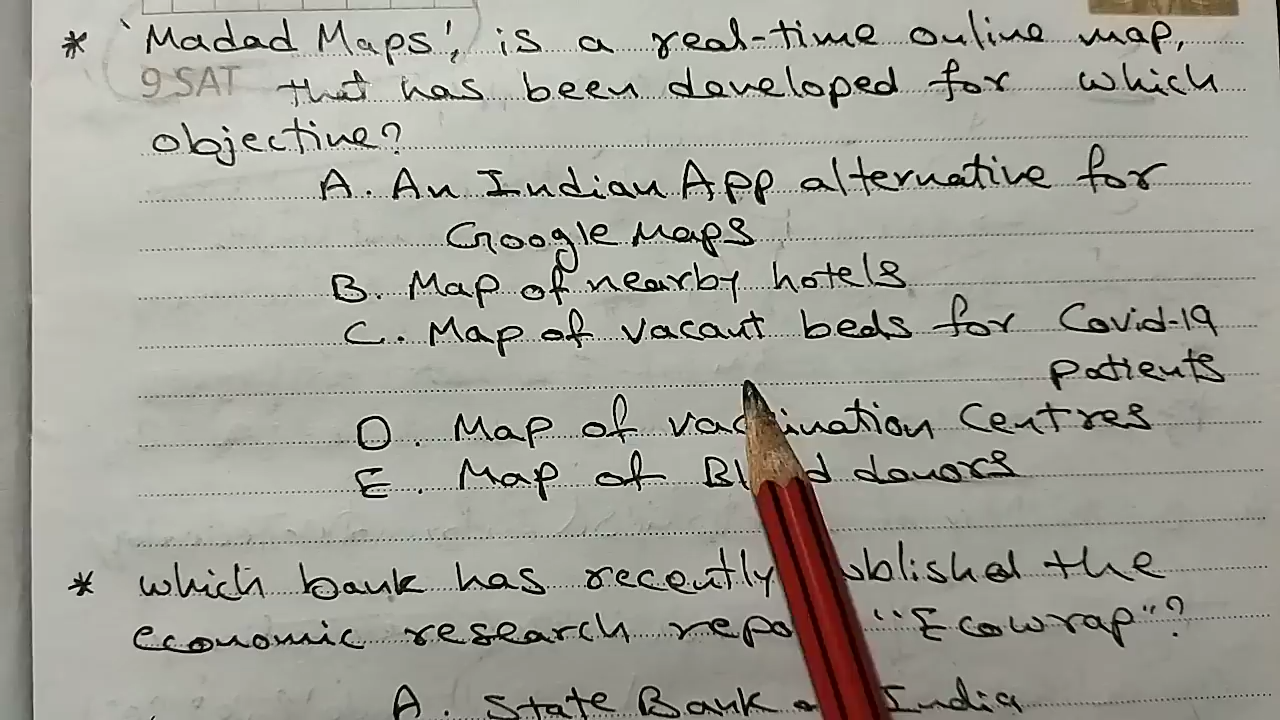 * 'Madad Maps', is a real-time online map,
9 SAT that has been developed for which
objective?
A. An Indian App alternative for
Google Maps
B. Map of nearby hotels
C. Map of vacant beds for Covid-19
patients
D. Map of vaccination Centres
E. Map of Blood donors
* which bank has recently published the
economic research report "Ecowrap"?
A. State Bank of India